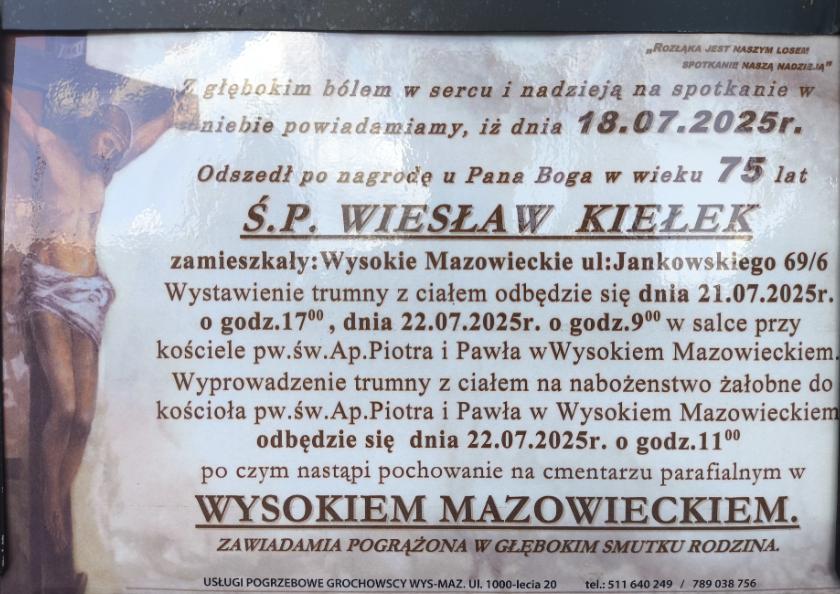 „Rozłąka jest naszym losem
spotkanie naszą nadzieją”
Z głębokim bólem w sercu i nadzieją na spotkanie w
niebie powiadamiamy, iż dnia 18.07.2025r.
Odszedł po nagrodę u Pana Boga w wieku 75 lat
Ś.P. WIESŁAW KIEŁEK
zamieszkały:Wysokie Mazowieckie ul:Jankowskiego 69/6
Wystawienie trumny z ciałem odbędzie się dnia 21.07.2025r.
o godz.17⁰⁰ , dnia 22.07.2025r. o godz.9⁰⁰ w salce przy
kościele pw.św.Ap.Piotra i Pawła wWysokiem Mazowieckiem.
Wyprowadzenie trumny z ciałem na nabożenstwo żałobne do
kościoła pw.św.Ap.Piotra i Pawła w Wysokiem Mazowieckiem
odbędzie się dnia 22.07.2025r. o godz.11⁰⁰
po czym nastąpi pochowanie na cmentarzu parafialnym w
WYSOKIEM MAZOWIECKIEM.
ZAWIADAMIA POGRĄŻONA W GŁĘBOKIM SMUTKU RODZINA.
USŁUGI POGRZEBOWE GROCHOWSCY WYS-MAZ. Ul. 1000-lecia 20 tel.: 511 640 249 / 789 038 756